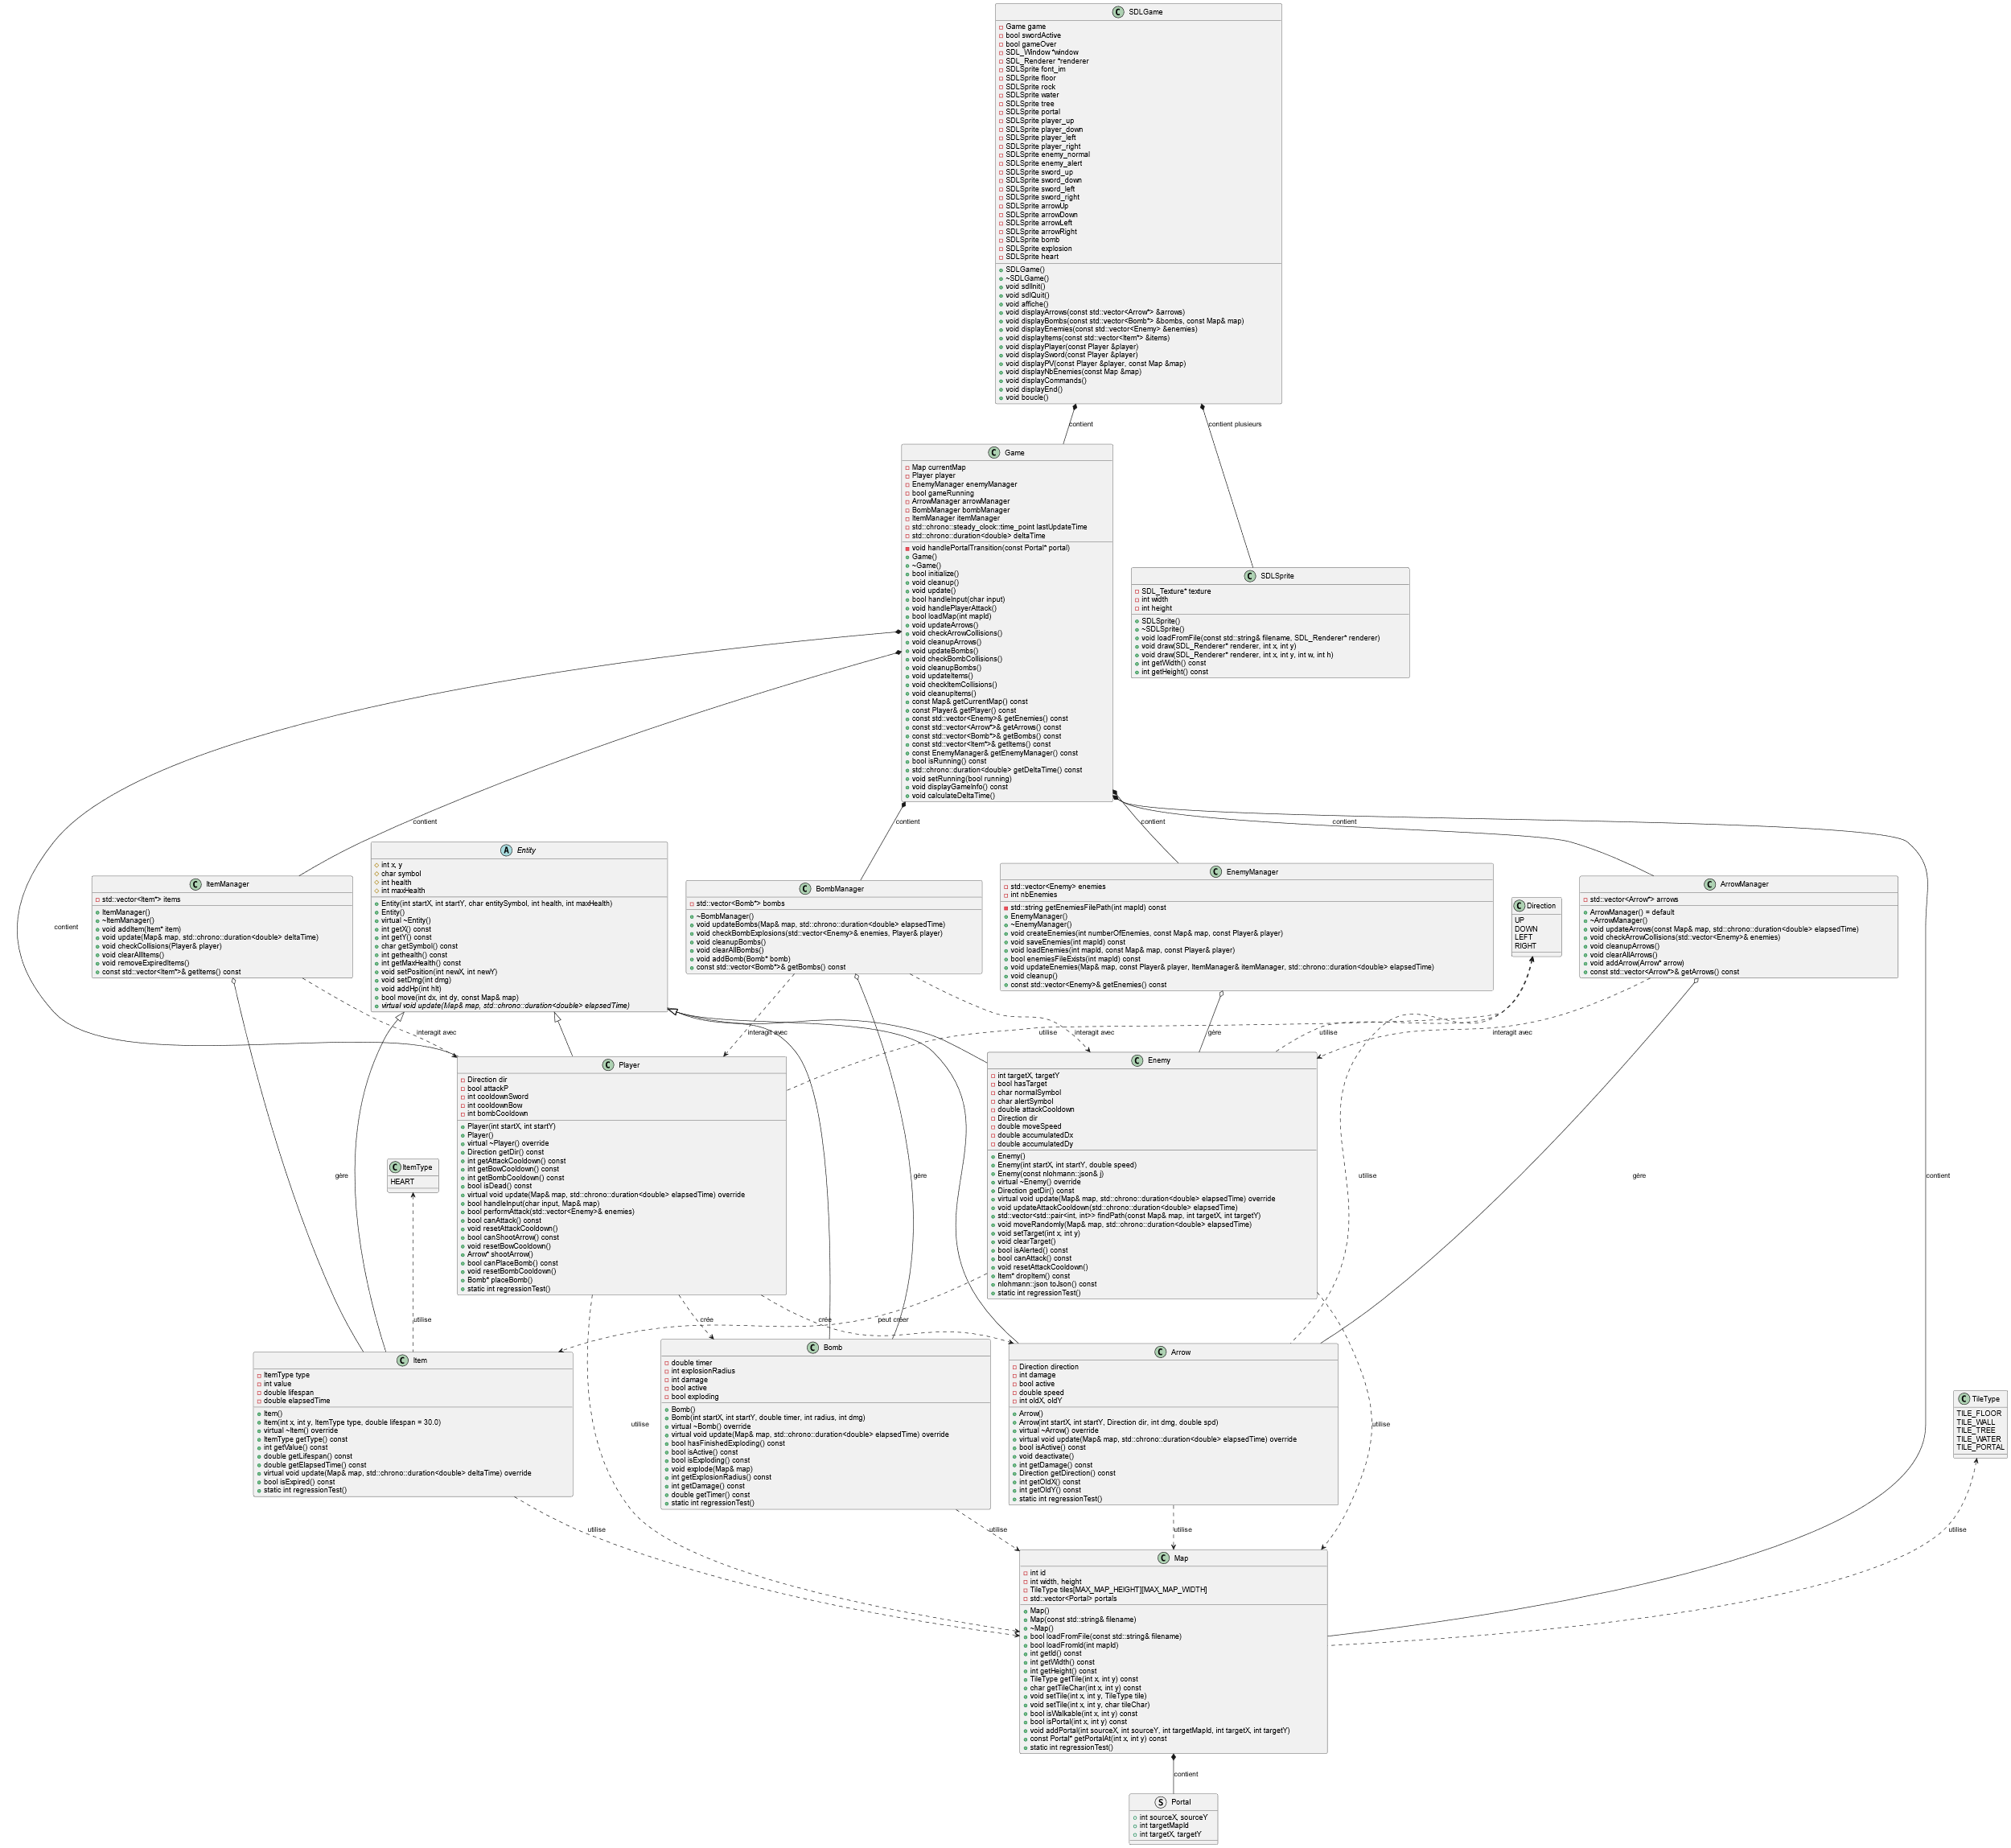 SDLGame
Game game
bool swordActive
bool gameOver
SDL_Window *window
SDL_Renderer *renderer
SDLSprite font_im
SDLSprite floor
SDLSprite rock
SDLSprite water
SDLSprite tree
SDLSprite portal
SDLSprite player_up
SDLSprite player_down
SDLSprite player_left
SDLSprite player_right
SDLSprite enemy_normal
SDLSprite enemy_alert
SDLSprite sword_up
SDLSprite sword_down
SDLSprite sword_left
SDLSprite sword_right
SDLSprite arrowUp
SDLSprite arrowDown
SDLSprite arrowLeft
SDLSprite arrowRight
SDLSprite bomb
SDLSprite explosion
SDLSprite heart
SDLGame()
~SDLGame()
void sdlInit()
void sdlQuit()
void affiche()
void displayArrows(const std::vector<Arrow*> &arrows)
void displayBombs(const std::vector<Bomb*> &bombs, const Map& map)
void displayEnemies(const std::vector<Enemy> &enemies)
void displayItems(const std::vector<Item*> &items)
void displayPlayer(const Player &player)
void displaySword(const Player &player)
void displayPV(const Player &player, const Map &map)
void displayNbEnemies(const Map &map)
void displayCommands()
void displayEnd()
void boucle()
contient
contient plusieurs
Game
Map currentMap
Player player
EnemyManager enemyManager
bool gameRunning
ArrowManager arrowManager
BombManager bombManager
ItemManager itemManager
std::chrono::steady_clock::time_point lastUpdateTime
std::chrono::duration<double> deltaTime
void handlePortalTransition(const Portal* portal)
Game()
~Game()
bool initialize()
void cleanup()
void update()
bool handleInput(char input)
void handlePlayerAttack()
bool loadMap(int mapId)
void updateArrows()
void checkArrowCollisions()
void cleanupArrows()
void updateBombs()
void checkBombCollisions()
void cleanupBombs()
void updateItems()
void checkItemCollisions()
void cleanupItems()
const Map& getCurrentMap() const
const Player& getPlayer() const
const std::vector<Enemy>& getEnemies() const
const std::vector<Arrow*>& getArrows() const
const std::vector<Bomb*>& getBombs() const
const std::vector<Item*>& getItems() const
const EnemyManager& getEnemyManager() const
bool isRunning() const
std::chrono::duration<double> getDeltaTime() const
void setRunning(bool running)
void displayGameInfo() const
void calculateDeltaTime()
SDLSprite
SDL_Texture* texture
int width
int height
SDLSprite()
~SDLSprite()
void loadFromFile(const std::string& filename, SDL_Renderer* renderer)
void draw(SDL_Renderer* renderer, int x, int y)
void draw(SDL_Renderer* renderer, int x, int y, int w, int h)
int getWidth() const
int getHeight() const
contient
contient
contient
contient
contient
contient
ItemManager
std::vector<Item*> items
ItemManager()
~ItemManager()
void addItem(Item* item)
void update(Map& map, std::chrono::duration<double> deltaTime)
void checkCollisions(Player& player)
void clearAllItems()
void removeExpiredItems()
const std::vector<Item*>& getItems() const
Entity
int x, y
char symbol
int health
int maxHealth
Entity(int startX, int startY, char entitySymbol, int health, int maxHealth)
Entity()
virtual ~Entity()
int getX() const
int getY() const
char getSymbol() const
int gethealth() const
int getMaxHealth() const
void setPosition(int newX, int newY)
void setDmg(int dmg)
void addHp(int hlt)
bool move(int dx, int dy, const Map& map)
virtual void update(Map& map, std::chrono::duration<double> elapsedTime)
BombManager
std::vector<Bomb*> bombs
~BombManager()
void updateBombs(Map& map, std::chrono::duration<double> elapsedTime)
void checkBombExplosions(std::vector<Enemy>& enemies, Player& player)
void cleanupBombs()
void clearAllBombs()
void addBomb(Bomb* bomb)
const std::vector<Bomb*>& getBombs() const
EnemyManager
std::vector<Enemy> enemies
int nbEnemies
std::string getEnemiesFilePath(int mapId) const
EnemyManager()
~EnemyManager()
void createEnemies(int numberOfEnemies, const Map& map, const Player& player)
void saveEnemies(int mapId) const
void loadEnemies(int mapId, const Map& map, const Player& player)
bool enemiesFileExists(int mapId) const
void updateEnemies(Map& map, const Player& player, ItemManager& itemManager, std::chrono::duration<double> elapsedTime)
void cleanup()
const std::vector<Enemy>& getEnemies() const
Direction
UP
DOWN
LEFT
RIGHT
ArrowManager
std::vector<Arrow*> arrows
ArrowManager() = default
~ArrowManager()
void updateArrows(const Map& map, std::chrono::duration<double> elapsedTime)
void checkArrowCollisions(std::vector<Enemy>& enemies)
void cleanupArrows()
void clearAllArrows()
void addArrow(Arrow* arrow)
const std::vector<Arrow*>& getArrows() const
interagit avec
interagit avec
interagit avec
gère
utilise
utilise
interagit avec
Player
Direction dir
bool attackP
int cooldownSword
int cooldownBow
int bombCooldown
Player(int startX, int startY)
Player()
virtual ~Player() override
Direction getDir() const
int getAttackCooldown() const
int getBowCooldown() const
int getBombCooldown() const
bool isDead() const
virtual void update(Map& map, std::chrono::duration<double> elapsedTime) override
bool handleInput(char input, Map& map)
bool performAttack(std::vector<Enemy>& enemies)
bool canAttack() const
void resetAttackCooldown()
bool canShootArrow() const
void resetBowCooldown()
Arrow* shootArrow()
bool canPlaceBomb() const
void resetBombCooldown()
Bomb* placeBomb()
static int regressionTest()
Enemy
int targetX, targetY
bool hasTarget
char normalSymbol
char alertSymbol
double attackCooldown
Direction dir
double moveSpeed
double accumulatedDx
double accumulatedDy
Enemy()
Enemy(int startX, int startY, double speed)
Enemy(const nlohmann::json& j)
virtual ~Enemy() override
Direction getDir() const
virtual void update(Map& map, std::chrono::duration<double> elapsedTime) override
void updateAttackCooldown(std::chrono::duration<double> elapsedTime)
std::vector<std::pair<int, int>> findPath(const Map& map, int targetX, int targetY)
void moveRandomly(Map& map, std::chrono::duration<double> elapsedTime)
void setTarget(int x, int y)
void clearTarget()
bool isAlerted() const
bool canAttack() const
void resetAttackCooldown()
Item* dropItem() const
nlohmann::json toJson() const
static int regressionTest()
ItemType
HEART
gère
gère
utilise
gère
utilise
crée
crée
peut créer
Item
ItemType type
int value
double lifespan
double elapsedTime
Item()
Item(int x, int y, ItemType type, double lifespan = 30.0)
virtual ~Item() override
ItemType getType() const
int getValue() const
double getLifespan() const
double getElapsedTime() const
virtual void update(Map& map, std::chrono::duration<double> deltaTime) override
bool isExpired() const
static int regressionTest()
Bomb
double timer
int explosionRadius
int damage
bool active
bool exploding
Bomb()
Bomb(int startX, int startY, double timer, int radius, int dmg)
virtual ~Bomb() override
virtual void update(Map& map, std::chrono::duration<double> elapsedTime) override
bool hasFinishedExploding() const
bool isActive() const
bool isExploding() const
void explode(Map& map)
int getExplosionRadius() const
int getDamage() const
double getTimer() const
static int regressionTest()
Arrow
Direction direction
int damage
bool active
double speed
int oldX, oldY
Arrow()
Arrow(int startX, int startY, Direction dir, int dmg, double spd)
virtual ~Arrow() override
virtual void update(Map& map, std::chrono::duration<double> elapsedTime) override
bool isActive() const
void deactivate()
int getDamage() const
Direction getDirection() const
int getOldX() const
int getOldY() const
static int regressionTest()
TileType
TILE_FLOOR
TILE_WALL
TILE_TREE
TILE_WATER
TILE_PORTAL
utilise
utilise
utilise
utilise
utilise
utilise
Map
int id
int width, height
TileType tiles[MAX_MAP_HEIGHT][MAX_MAP_WIDTH]
std::vector<Portal> portals
Map()
Map(const std::string& filename)
~Map()
bool loadFromFile(const std::string& filename)
bool loadFromId(int mapId)
int getId() const
int getWidth() const
int getHeight() const
TileType getTile(int x, int y) const
char getTileChar(int x, int y) const
void setTile(int x, int y, TileType tile)
void setTile(int x, int y, char tileChar)
bool isWalkable(int x, int y) const
bool isPortal(int x, int y) const
void addPortal(int sourceX, int sourceY, int targetMapId, int targetX, int targetY)
const Portal* getPortalAt(int x, int y) const
static int regressionTest()
contient
Portal
int sourceX, sourceY
int targetMapId
int targetX, targetY